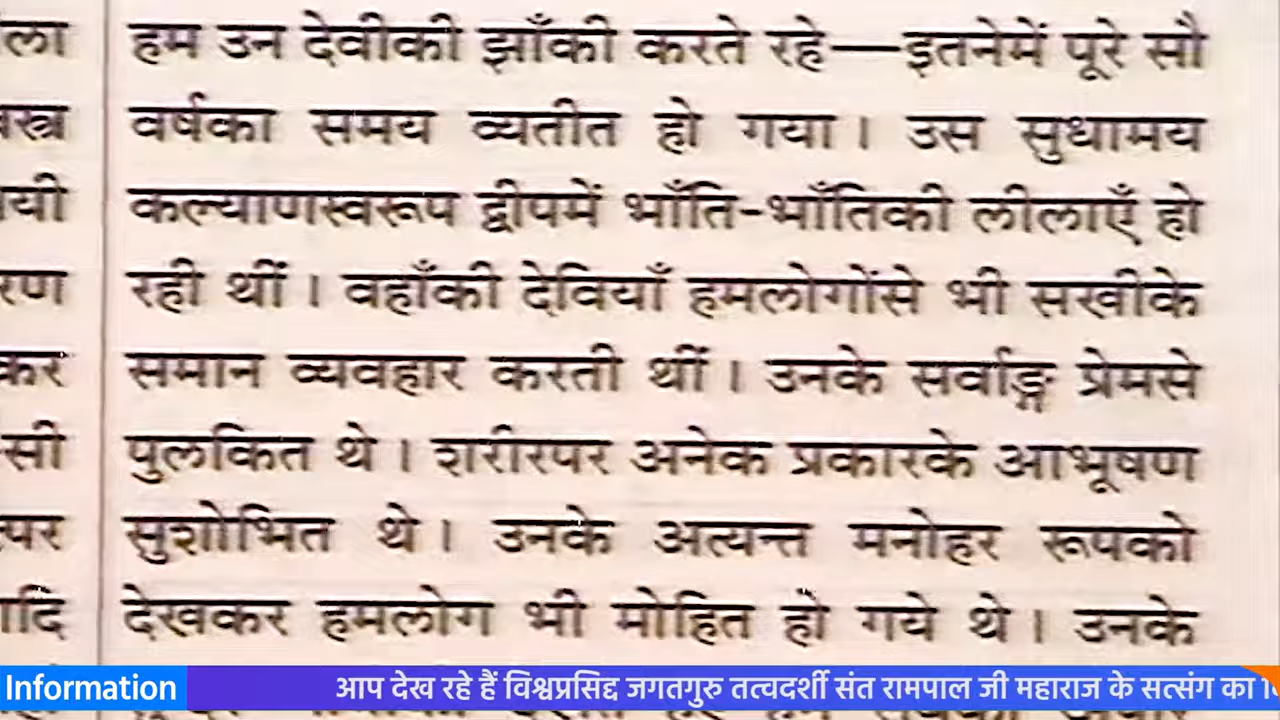 हम उन देवीकी झाँकी करते रहे—इतनेमें पूरे सौ
वर्षका समय व्यतीत हो गया। उस सुधामय
कल्याणस्वरूप द्वीपमें भाँति-भाँतिकी लीलाएँ हो
रही थीं। वहाँकी देवियाँ हमलोगोंसे भी सखीके
समान व्यवहार करती थीं। उनके सर्वाङ्ग प्रेमसे
पुलकित थे। शरीरपर अनेक प्रकारके आभूषण
सुशोभित थे। उनके अत्यन्त मनोहर रूपको
देखकर हमलोग भी मोहित हो गये थे। उनके
Information आप देख रहे हैं विश्वप्रसिद्द जगतगुरु तत्वदर्शी संत रामपाल जी महाराज के सत्संग का